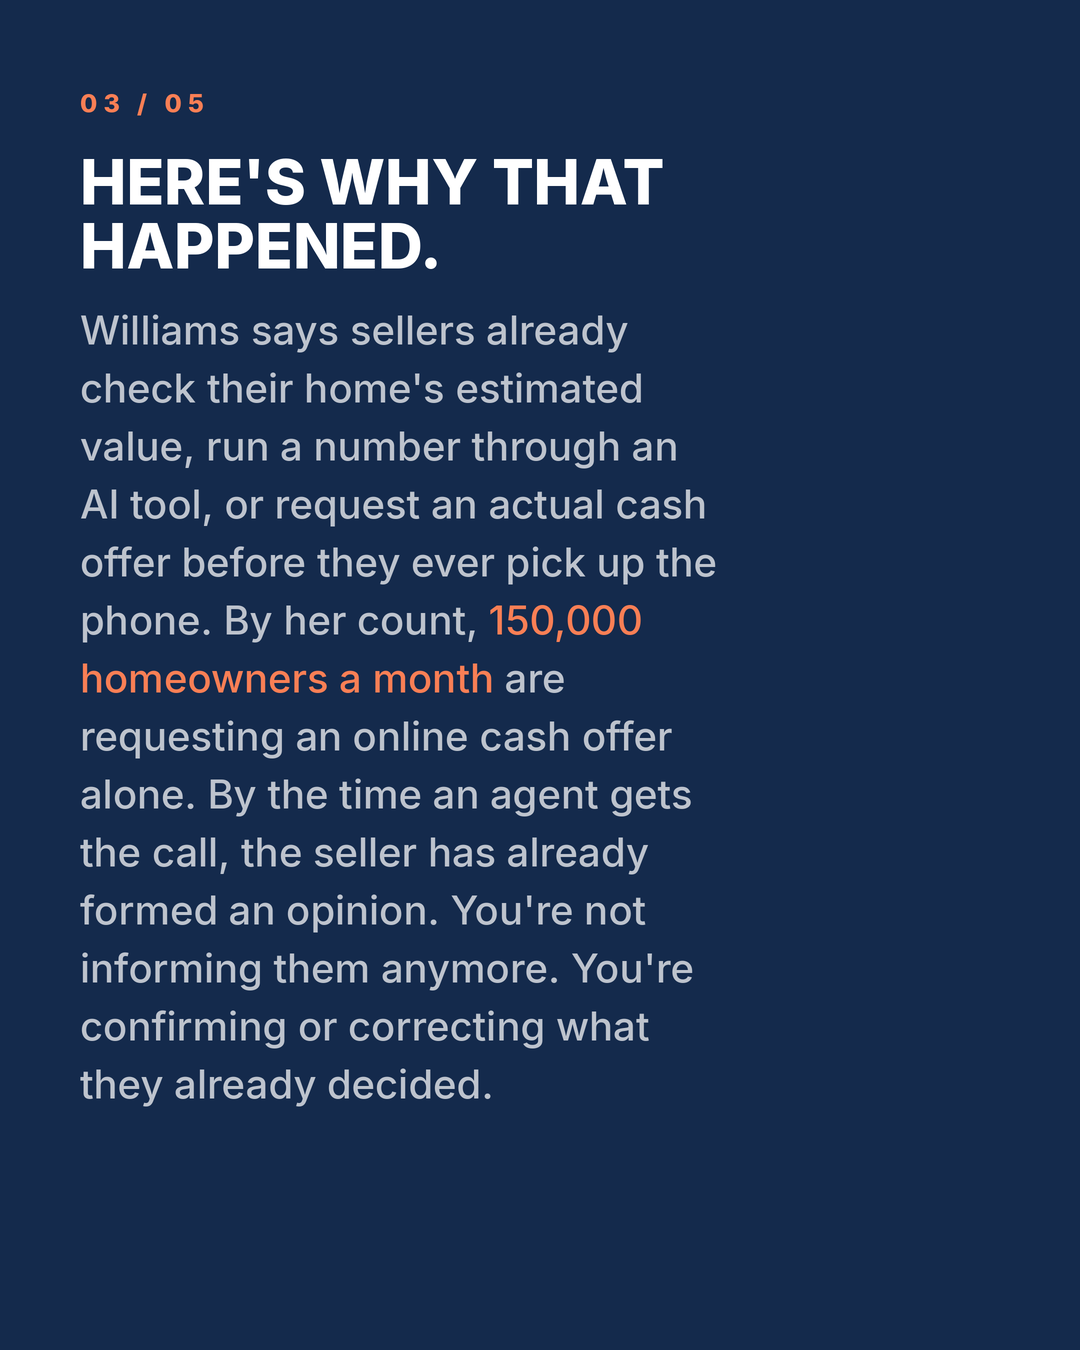 03 / 05
HERE'S WHY THAT
HAPPENED.
Williams says sellers already
check their home's estimated
value, run a number through an
AI tool, or request an actual cash
offer before they ever pick up the
phone. By her count, 150,000
homeowners a month are
requesting an online cash offer
alone. By the time an agent gets
the call, the seller has already
formed an opinion. You're not
informing them anymore. You're
confirming or correcting what
they already decided.